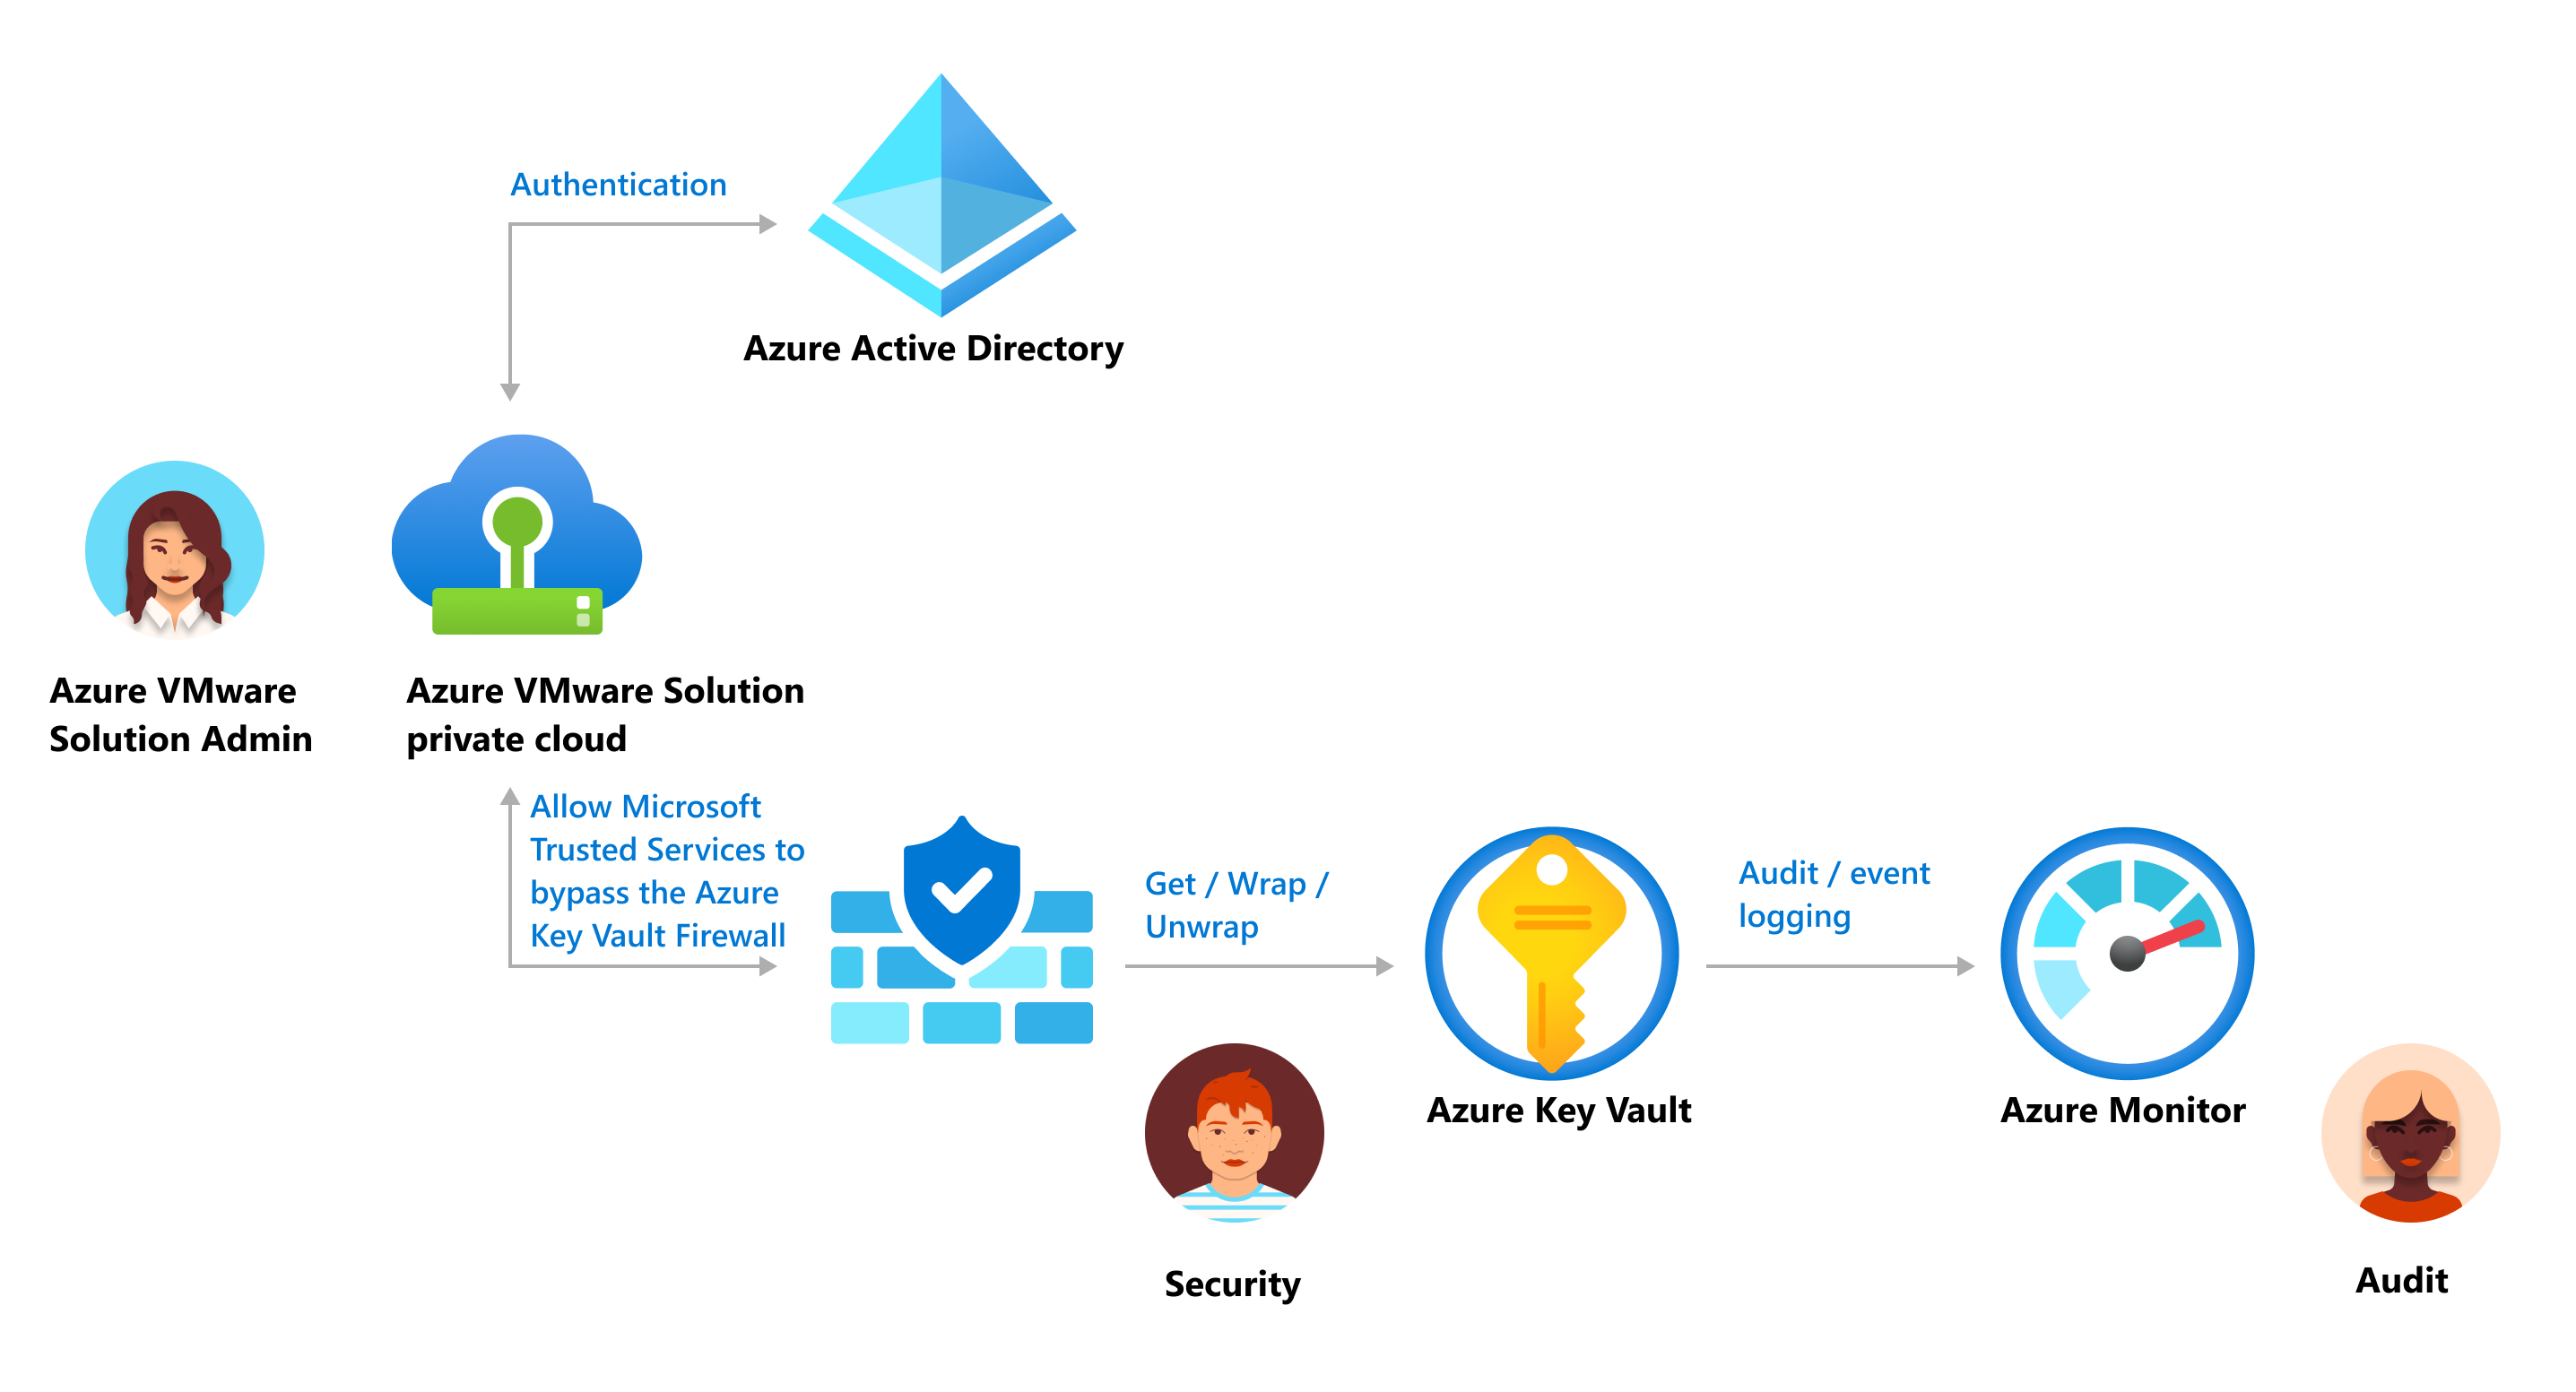 Authentication
Azure Active Directory
Azure VMware
Solution Admin
Azure VMware Solution
private cloud
Allow Microsoft
Trusted Services to
bypass the Azure
Key Vault Firewall
Get / Wrap /
Unwrap
Audit / event
logging
Azure Key Vault
Azure Monitor
Security
Audit